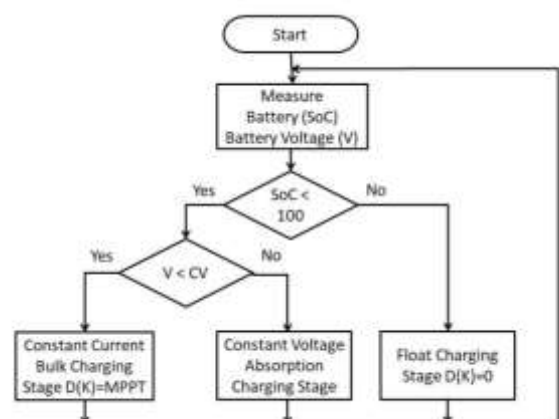 Start
Measure
Battery (SoC)
Battery Voltage (V)
Yes
SoC <
100
No
Yes
V < CV
No
Constant Current
Bulk Charging
Stage D(K)=MPPT
Constant Voltage
Absorption
Charging Stage
Float Charging
Stage D(K)=0